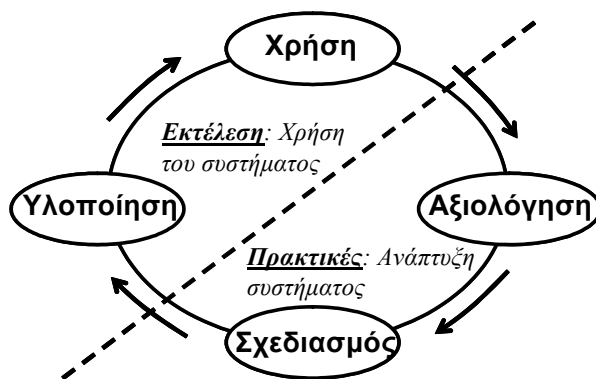 Χρήση
Εκτέλεση: Χρήση
του συστήματος
Υλοποίηση
Αξιολόγηση
Πρακτικές: Ανάπτυξη
συστήματος
Σχεδιασμός